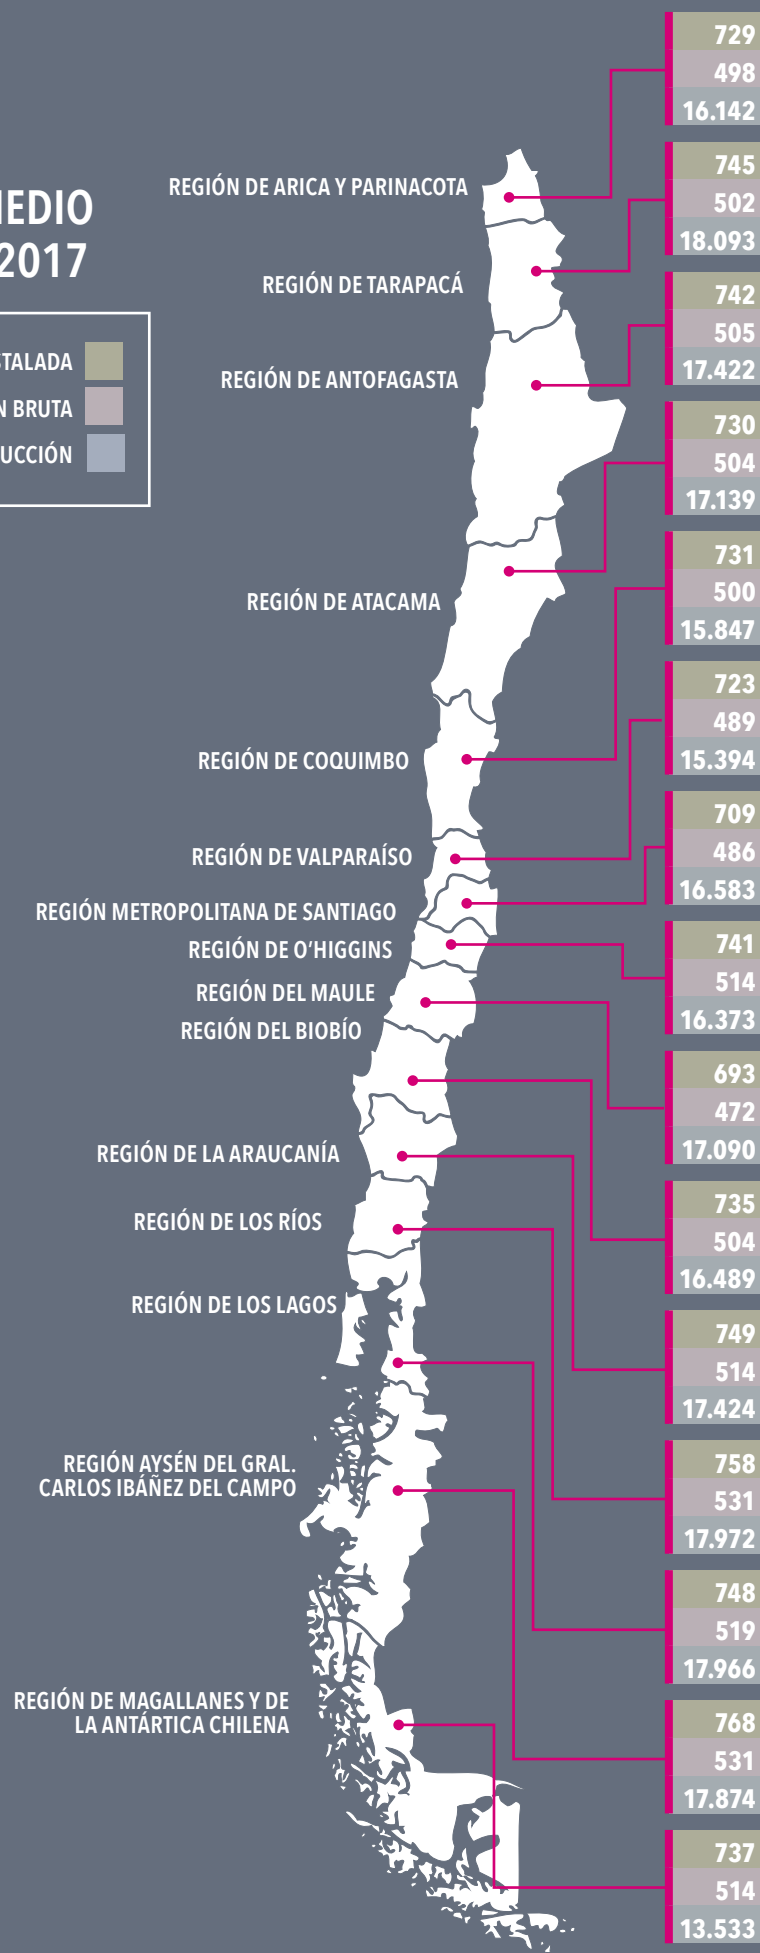 MEDIO
2017
STALADA
N BRUTA
UCCIÓN
REGIÓN DE ARICA Y PARINACOTA
REGIÓN DE TARAPACÁ
REGIÓN DE ANTOFAGASTA
REGIÓN DE ATACAMA
REGIÓN DE COQUIMBO
REGIÓN DE VALPARAÍSO
REGIÓN METROPOLITANA DE SANTIAGO
REGIÓN DE O'HIGGINS
REGIÓN DEL MAULE
REGIÓN DEL BIOBÍO
REGIÓN DE LA ARAUCANÍA
REGIÓN DE LOS RÍOS
REGIÓN DE LOS LAGOS
REGIÓN AYSÉN DEL GRAL.
CARLOS IBÁÑEZ DEL CAMPO
REGIÓN DE MAGALLANES Y DE
LA ANTÁRTICA CHILENA
729
498
16.142
745
502
18.093
742
505
17.422
730
504
17.139
731
500
15.847
723
489
15.394
709
486
16.583
741
514
16.373
693
472
17.090
735
504
16.489
749
514
17.424
758
531
17.972
748
519
17.966
768
531
17.874
737
514
13.533